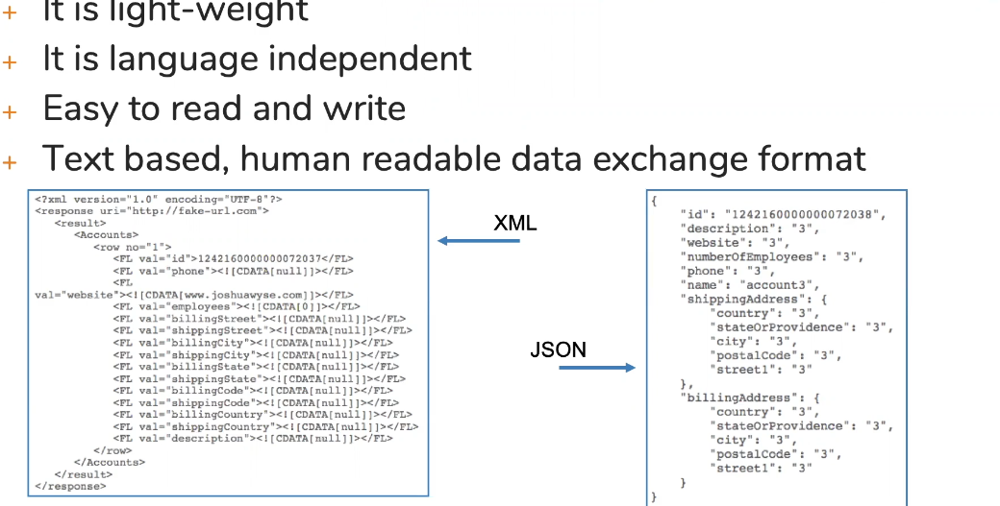 + It is light-weight
+ It is language independent
+ Easy to read and write
+ Text based, human readable data exchange format
<?xml version="1.0" encoding="UTF-8"?>
<response uri="http://fake-url.com">
<result>
<Accounts>
<row no="1">
<FL val="id">1242160000000072037</FL>
<FL val="phone"><![CDATA[null]]></FL>
<FL
val="website"><![CDATA[www.joshuawyse.com]]></FL>
<FL val="employees"><![CDATA[0]]></FL>
<FL val="billingStreet"><![CDATA[null]]></FL>
<FL val="shippingStreet"><![CDATA[null]]></FL>
<FL val="billingCity"><![CDATA[null]]></FL>
<FL val="shippingCity"><![CDATA[null]]></FL>
<FL val="billingState"><![CDATA[null]]></FL>
<FL val="shippingState"><![CDATA[null]]></FL>
<FL val="billingCode"><![CDATA[null]]></FL>
<FL val="shippingCode"><![CDATA[null]]></FL>
<FL val="billingCountry"><![CDATA[null]]></FL>
<FL val="shippingCountry"><![CDATA[null]]></FL>
<FL val="description"><![CDATA[null]]></FL>
</row>
</Accounts>
</result>
</response>
XML
JSON
{
"id": "1242160000000072038",
"description": "3",
"website": "3",
"numberOfEmployees": "3",
"phone": "3",
"name": "account3",
"shippingAddress": {
"country": "3",
"stateOrProvidence": "3",
"city": "3",
"postalCode": "3",
"street1": "3"
},
"billingAddress": {
"country": "3",
"stateOrProvidence": "3",
"city": "3",
"postalCode": "3",
"street1": "3"
}
}